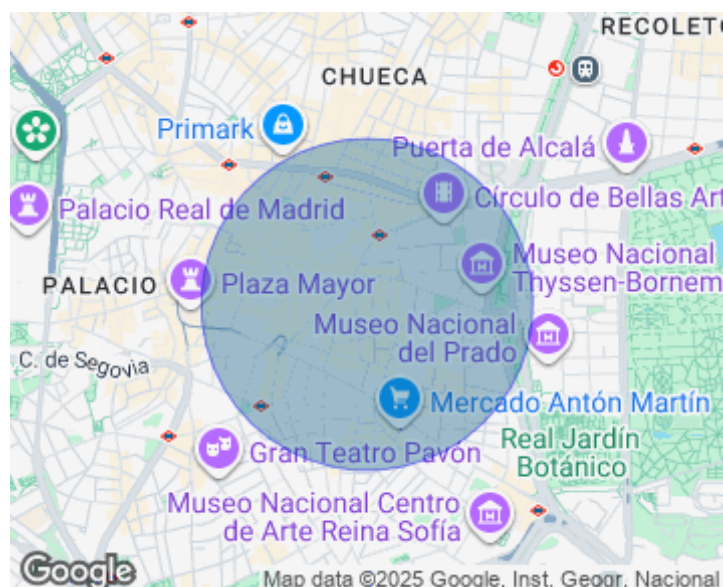 RECOLETO
CHUECA
Primark
Puerta de Alcalá
Palacio Real de Madrid
Círculo de Bellas Art
Museo Nacional
Thyssen-Bornem
PALACIO
Plaza Mayor
Museo Nacional
del Prado
C. de Segovia
Mercado Antón Martín
Gran Teatro Pavón
Real Jardín
Botánico
Museo Nacional Centro
de Arte Reina Sofía
Google
Map data ©2025 Google, Inst. Geogr. Nacional